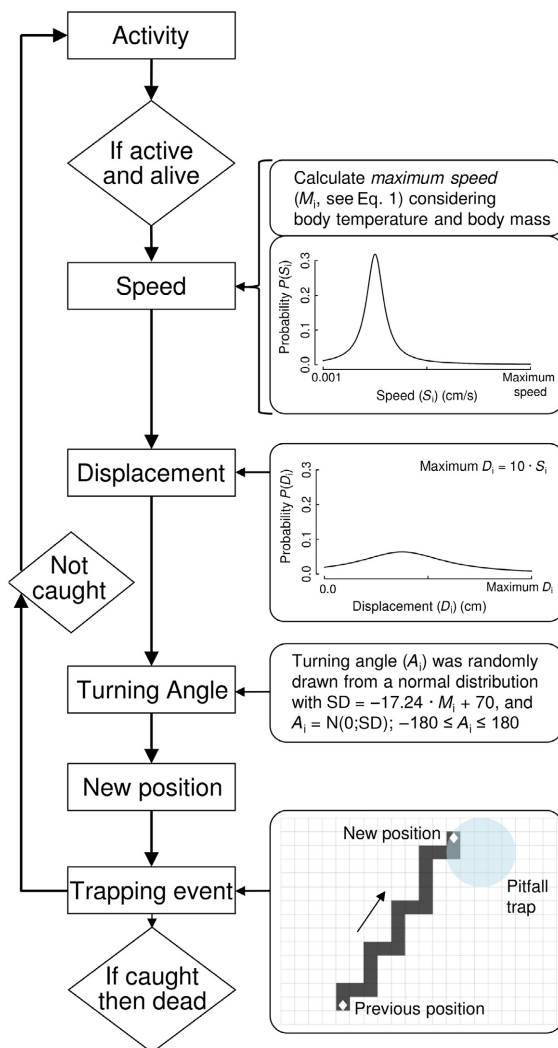 Activity
If active
and alive
Calculate maximum speed
(Mi, see Eq. 1) considering
body temperature and body mass
Speed
Probability P(Si)
0.3
0.2
0.1
0.0
0.001
Maximum
speed
Speed (Si) (cm/s)
Displacement
Maximum Di = 10 · Si
Probability P(Di)
0.3
0.2
0.1
0.0
0.0
Maximum Di
Displacement (Di) (cm)
Not
caught
Turning Angle
Turning angle (Ai) was randomly
drawn from a normal distribution
with SD = −17.24 · Mi + 70, and
Ai = N(0;SD); −180 ≤ Ai ≤ 180
New position
Trapping event
New position
Pitfall
trap
Previous position
If caught
then dead